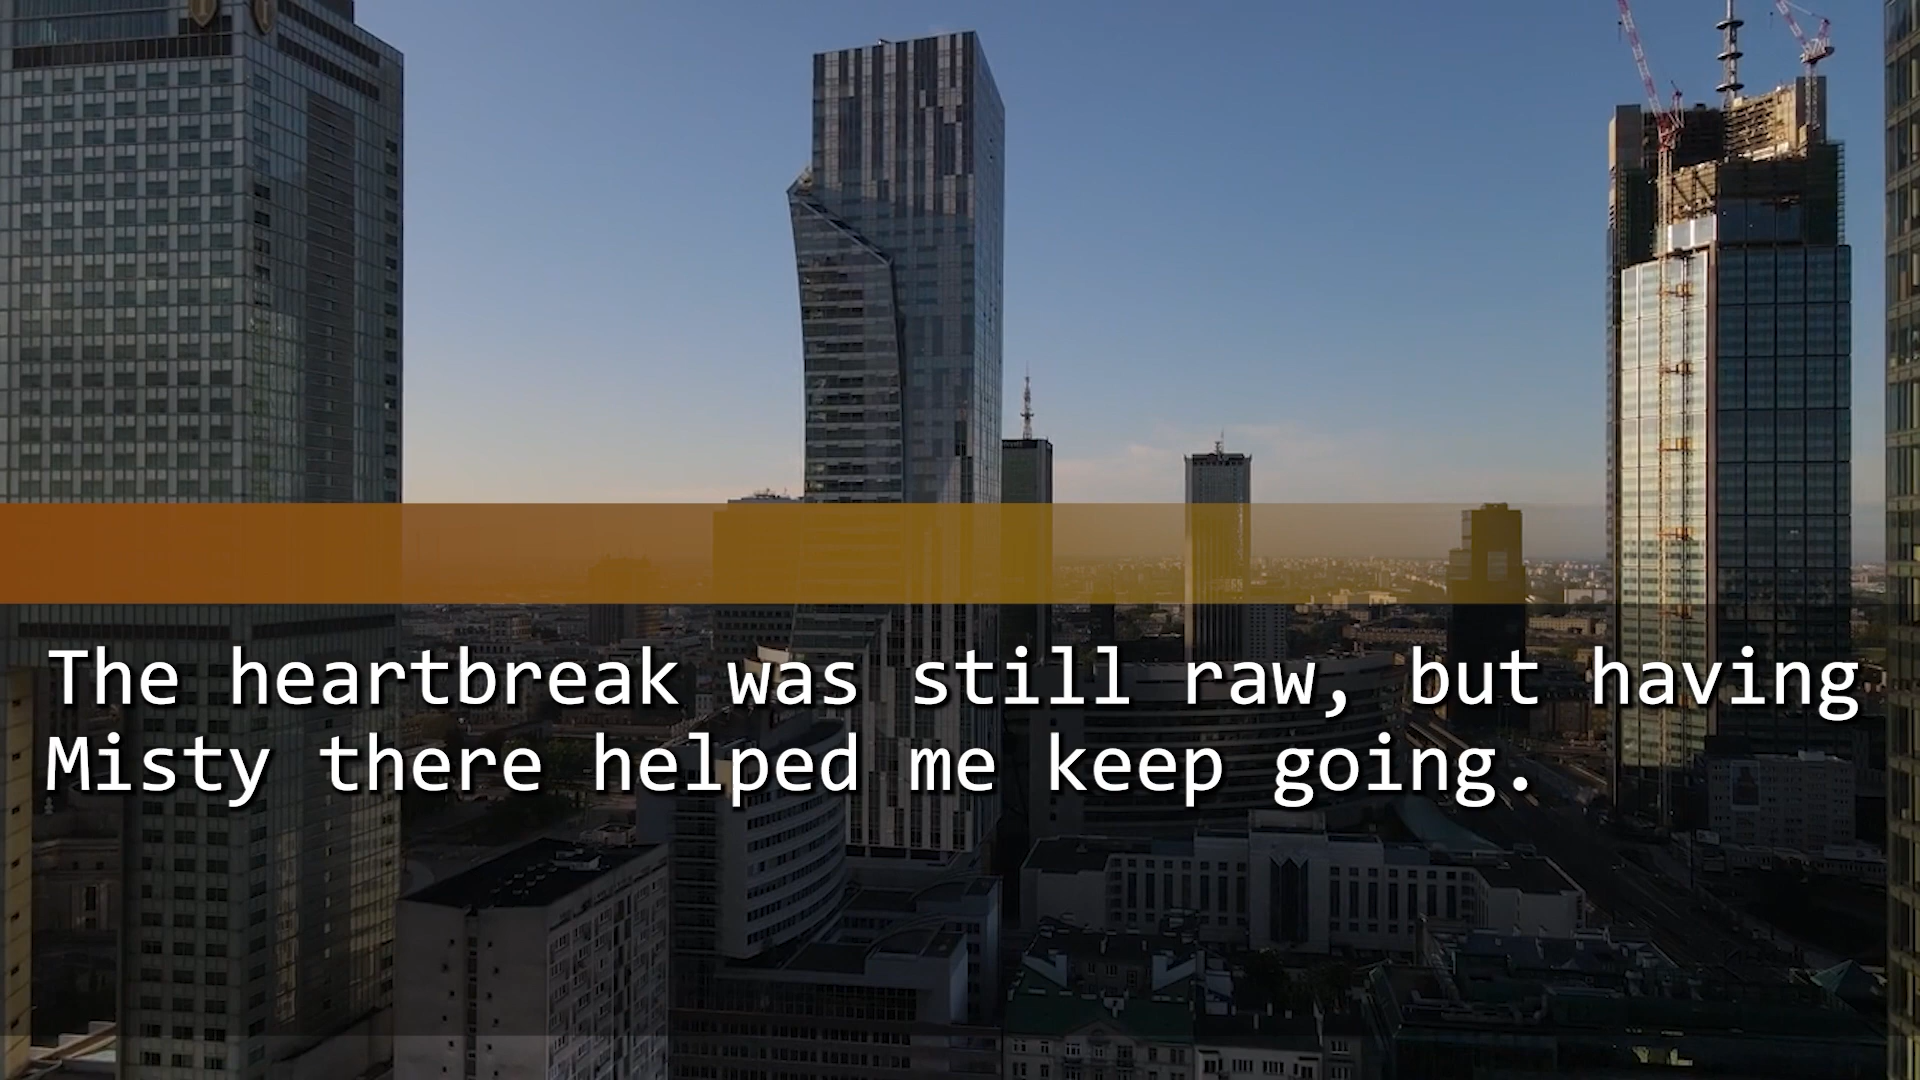 The heartbreak was still raw, but having
Misty there helped me keep going.